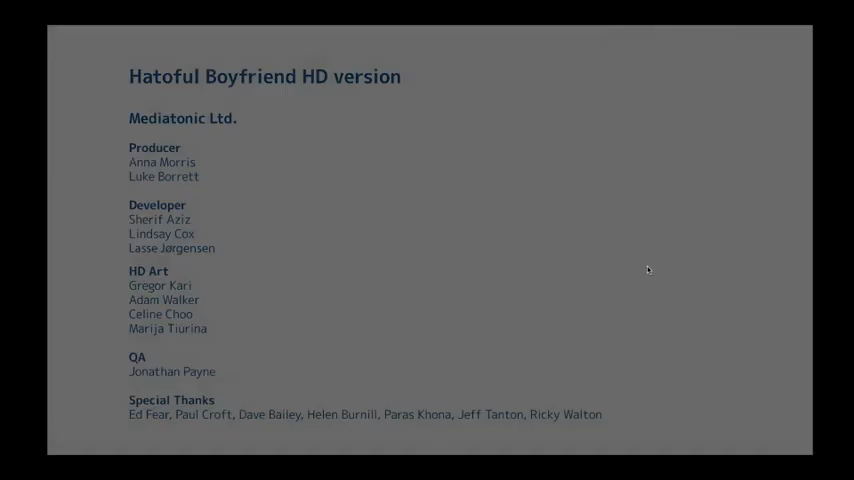 Hatoful Boyfriend HD version
Mediatonic Ltd.
Producer
Anna Morris
Luke Borrett
Developer
Sherif Aziz
Lindsay Cox
Lasse Jørgensen
HD Art
Gregor Kari
Adam Walker
Celine Choo
Marija Tiurina
QA
Jonathan Payne
Special Thanks
Ed Fear, Paul Croft, Dave Bailey, Helen Burnill, Paras Khona, Jeff Tanton, Ricky Walton